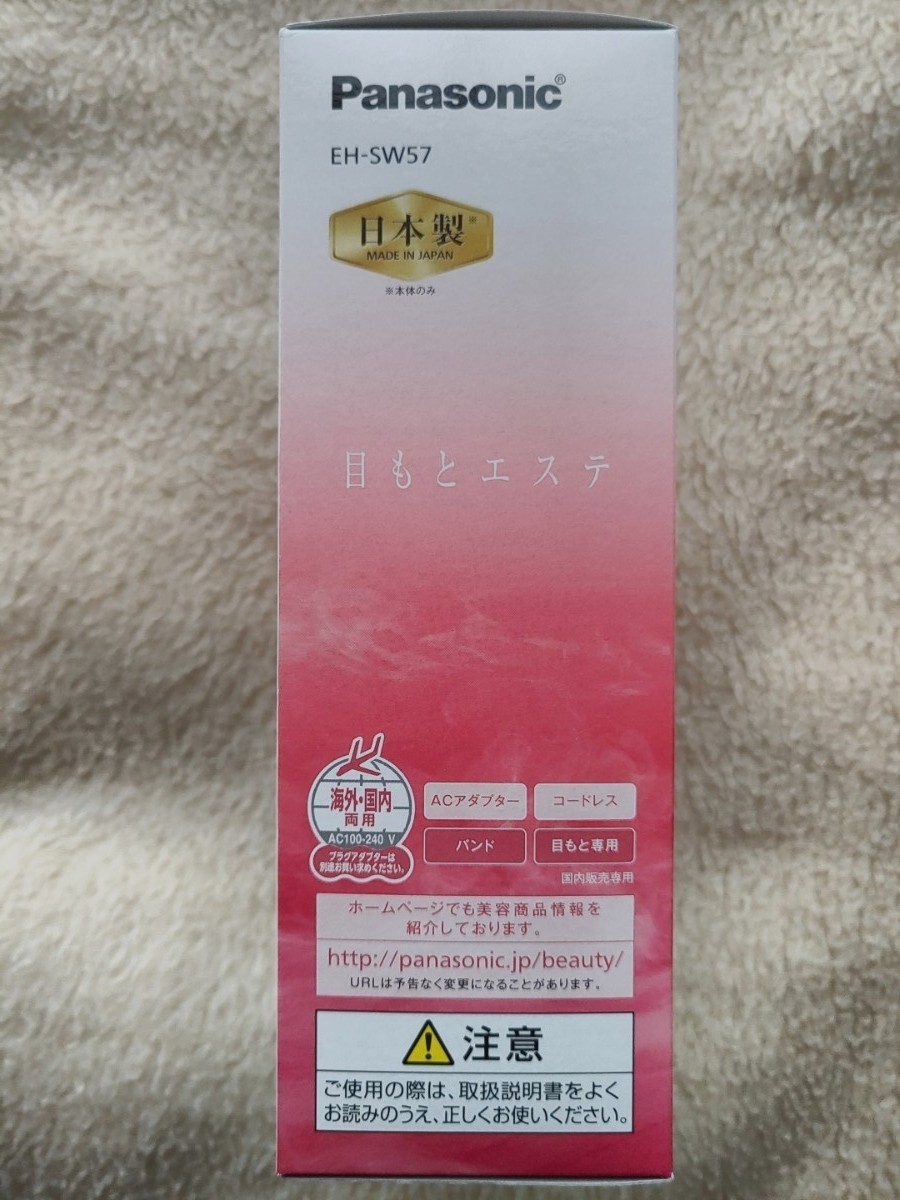 Panasonic®
EH-SW57
日本製※
MADE IN JAPAN
※本体のみ
目もとエステ
海外・国内
両用
AC100-240 V
プラグアダプターは
別途お買い求めください。
ACアダプター
コードレス
バンド
目もと専用
国内販売専用
ホームページでも美容商品情報を
紹介しております。
http://panasonic.jp/beauty/
URLは予告なく変更になることがあります。
注意
ご使用の際は、取扱説明書をよく
お読みのうえ、正しくお使いください。